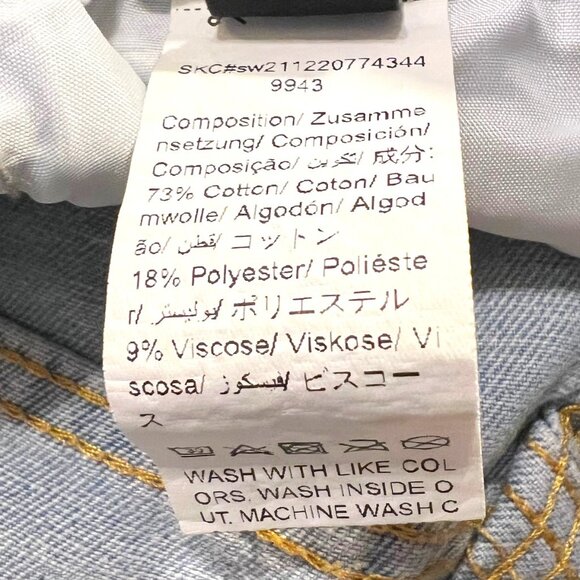 SKC#sw211220774344
9943
Composition/ Zusamme
nsetzung/ Composición/
Composição/ تكوين/ 成分:
73% Cotton/ Coton/ Bau
mwolle/ Algodón/ Algod
ão/ قطن/ コットン
18% Polyester/ Polieste
r/ بوليستر/ ポリエステル
9% Viscose/ Viskose/ Vi
scosa/ فيسكوز/ ビスコー
ス
WASH WITH LIKE COL
ORS. WASH INSIDE O
UT. MACHINE WASH C